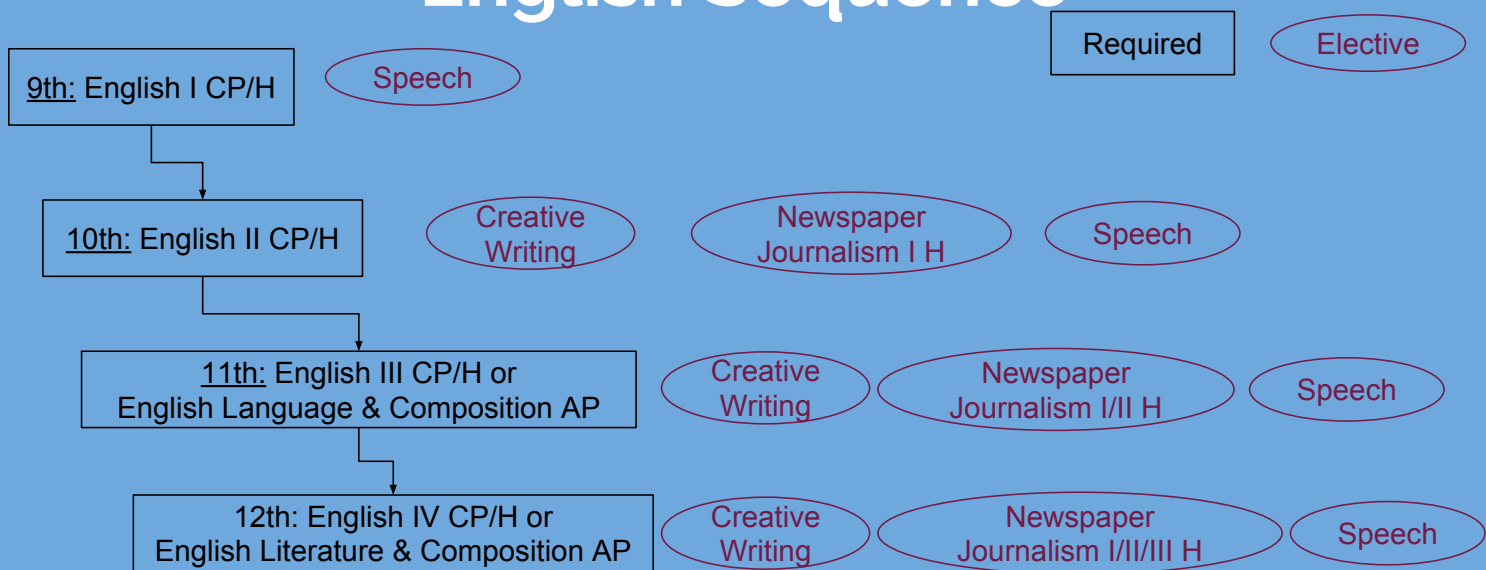 English Sequence
Required
Elective
9th: English I CP/H
Speech
10th: English II CP/H
Creative
Writing
Newspaper
Journalism I H
Speech
11th: English III CP/H or
English Language & Composition AP
Creative
Writing
Newspaper
Journalism I/II H
Speech
12th: English IV CP/H or
English Literature & Composition AP
Creative
Writing
Newspaper
Journalism I/II/III H
Speech